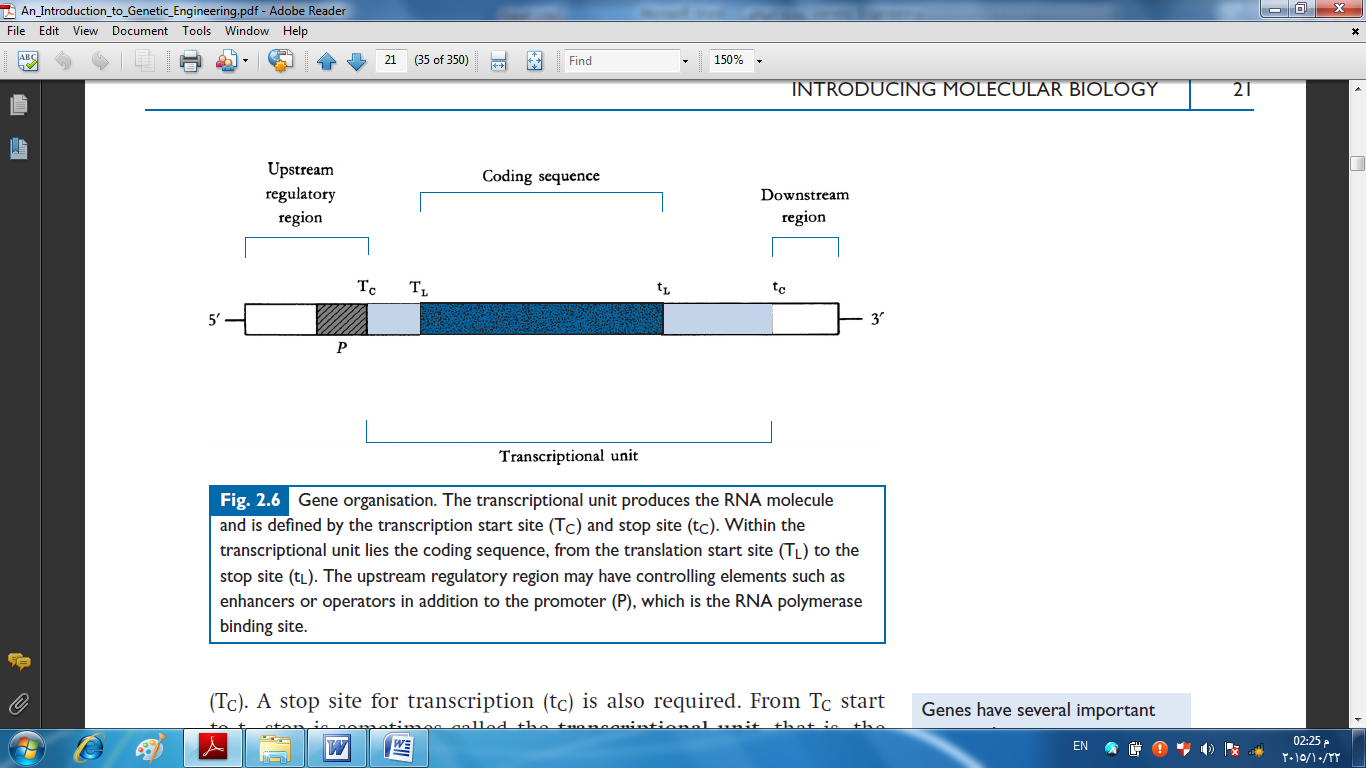 An_Introduction_to_Genetic_Engineering.pdf - Adobe Reader
File Edit View Document Tools Window Help
21 (35 of 350) Find 150%
INTRODUCING MOLECULAR BIOLOGY 21
Upstream
regulatory
region
Coding sequence
Downstream
region
TC TL tL tC
5′ 3′
P
Transcriptional unit
Fig. 2.6 Gene organisation. The transcriptional unit produces the RNA molecule
and is defined by the transcription start site (TC) and stop site (tC). Within the
transcriptional unit lies the coding sequence, from the translation start site (TL) to the
stop site (tL). The upstream regulatory region may have controlling elements such as
enhancers or operators in addition to the promoter (P), which is the RNA polymerase
binding site.
(TC). A stop site for transcription (tC) is also required. From TC start
Genes have several important
EN
02:25 م
٢٠١٥/١٠/٢٢